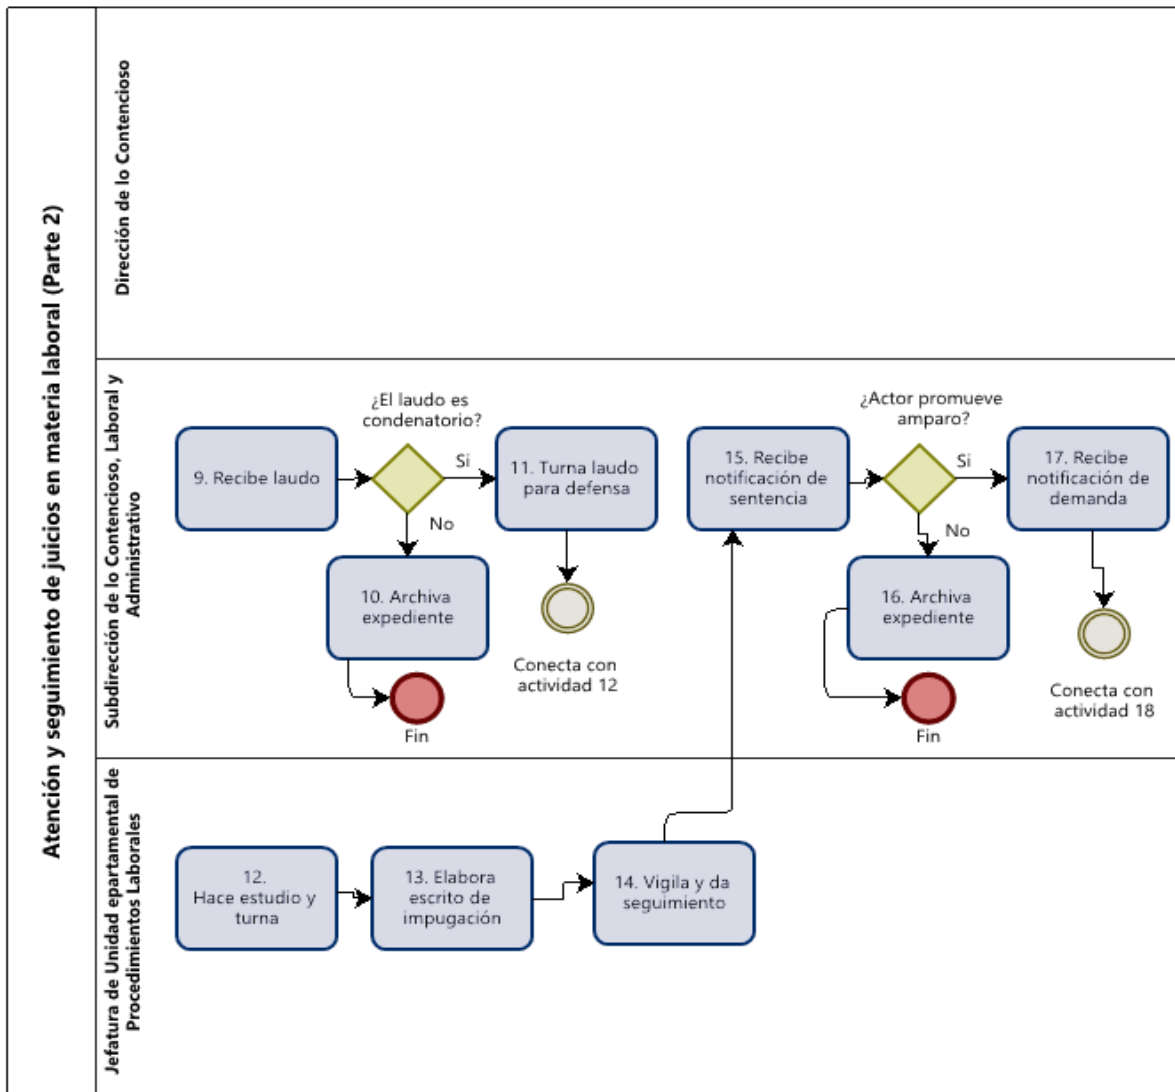 Atención y seguimiento de juicios en materia laboral (Parte 2)
Dirección de lo Contencioso
Subdirección de lo Contencioso, Laboral y
Administrativo
¿El laudo es
condenatorio?
9. Recibe laudo
Si
11. Turna laudo
para defensa
No
10. Archiva
expediente
Fin
Conecta con
actividad 12
15. Recibe
notificación de
sentencia
¿Actor promueve
amparo?
Si
17. Recibe
notificación de
demanda
No
16. Archiva
expediente
Fin
Conecta con
actividad 18
Jefatura de Unidad epartamental de
Procedimientos Laborales
12.
Hace estudio y
turna
13. Elabora
escrito de
impugación
14. Vigila y da
seguimiento